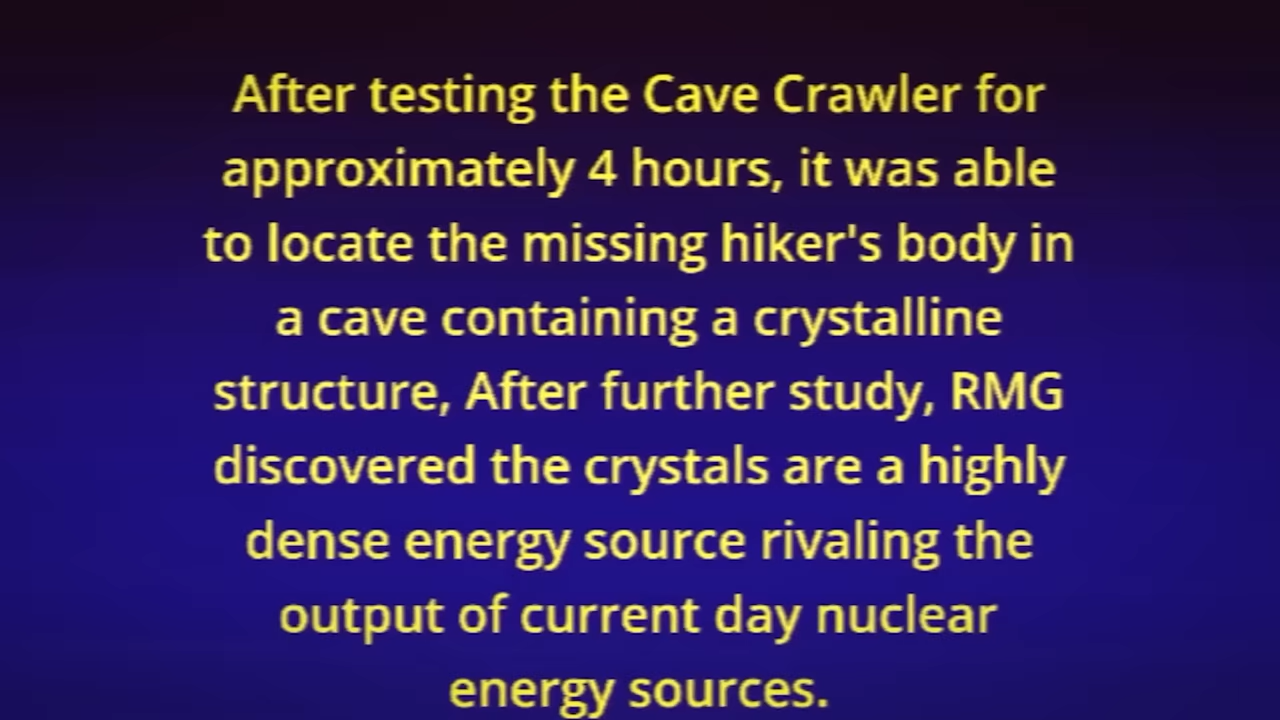 After testing the Cave Crawler for
approximately 4 hours, it was able
to locate the missing hiker's body in
a cave containing a crystalline
structure, After further study, RMG
discovered the crystals are a highly
dense energy source rivaling the
output of current day nuclear
energy sources.